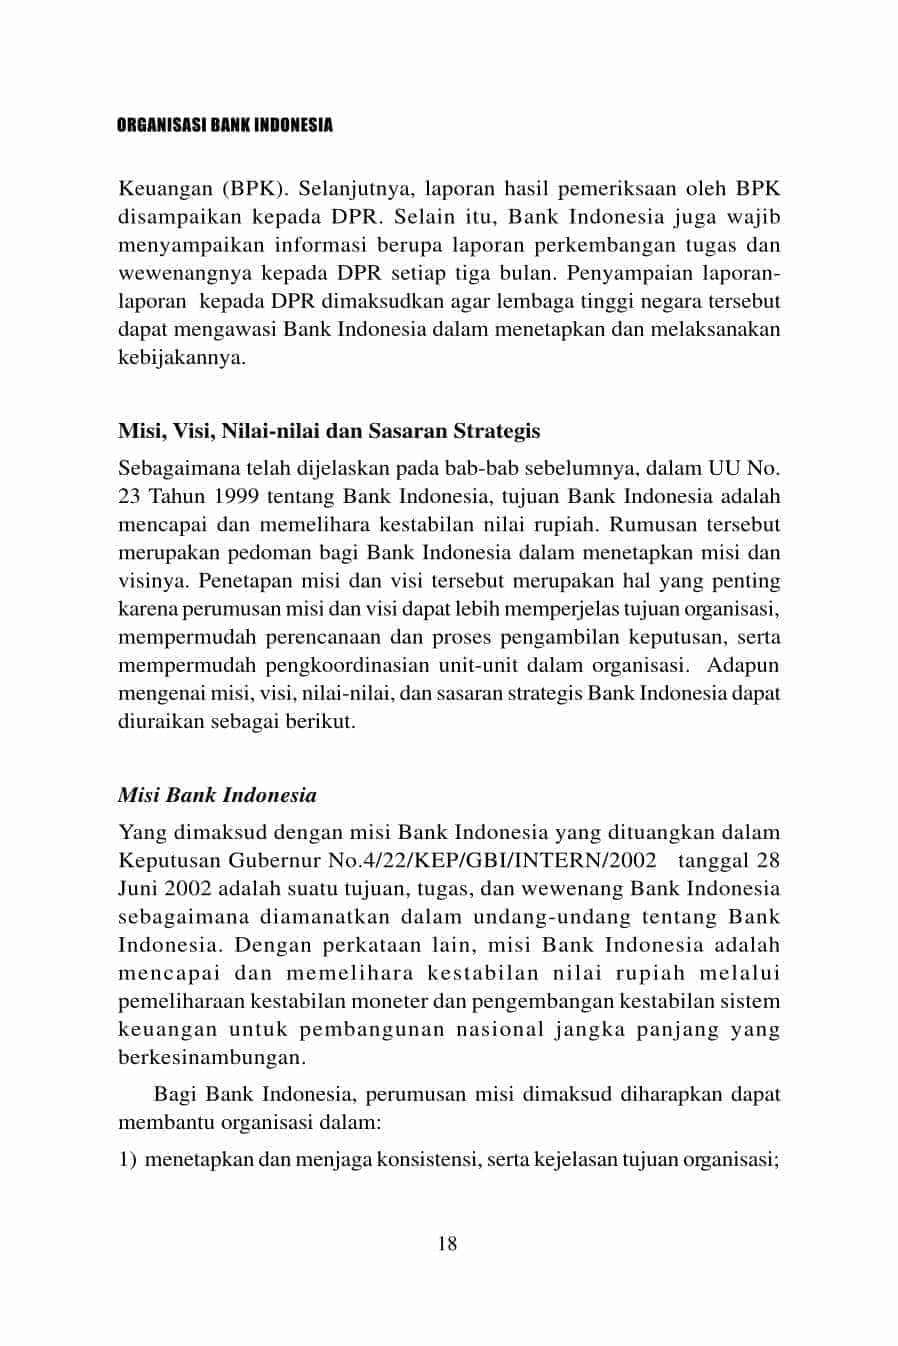 ORGANISASI BANK INDONESIA
Keuangan (BPK). Selanjutnya, laporan hasil pemeriksaan oleh BPK
disampaikan kepada DPR. Selain itu, Bank Indonesia juga wajib
menyampaikan informasi berupa laporan perkembangan tugas dan
wewenangnya kepada DPR setiap tiga bulan. Penyampaian laporan-
laporan kepada DPR dimaksudkan agar lembaga tinggi negara tersebut
dapat mengawasi Bank Indonesia dalam menetapkan dan melaksanakan
kebijakannya.
Misi, Visi, Nilai-nilai dan Sasaran Strategis
Sebagaimana telah dijelaskan pada bab-bab sebelumnya, dalam UU No.
23 Tahun 1999 tentang Bank Indonesia, tujuan Bank Indonesia adalah
mencapai dan memelihara kestabilan nilai rupiah. Rumusan tersebut
merupakan pedoman bagi Bank Indonesia dalam menetapkan misi dan
visinya. Penetapan misi dan visi tersebut merupakan hal yang penting
karena perumusan misi dan visi dapat lebih memperjelas tujuan organisasi,
mempermudah perencanaan dan proses pengambilan keputusan, serta
mempermudah pengkoordinasian unit-unit dalam organisasi. Adapun
mengenai misi, visi, nilai-nilai, dan sasaran strategis Bank Indonesia dapat
diuraikan sebagai berikut.
Misi Bank Indonesia
Yang dimaksud dengan misi Bank Indonesia yang dituangkan dalam
Keputusan Gubernur No.4/22/KEP/GBI/INTERN/2002 tanggal 28
Juni 2002 adalah suatu tujuan, tugas, dan wewenang Bank Indonesia
sebagaimana diamanatkan dalam undang-undang tentang Bank
Indonesia. Dengan perkataan lain, misi Bank Indonesia adalah
mencapai dan memelihara kestabilan nilai rupiah melalui
pemeliharaan kestabilan moneter dan pengembangan kestabilan sistem
keuangan untuk pembangunan nasional jangka panjang yang
berkesinambungan.
Bagi Bank Indonesia, perumusan misi dimaksud diharapkan dapat
membantu organisasi dalam:
1) menetapkan dan menjaga konsistensi, serta kejelasan tujuan organisasi;
18